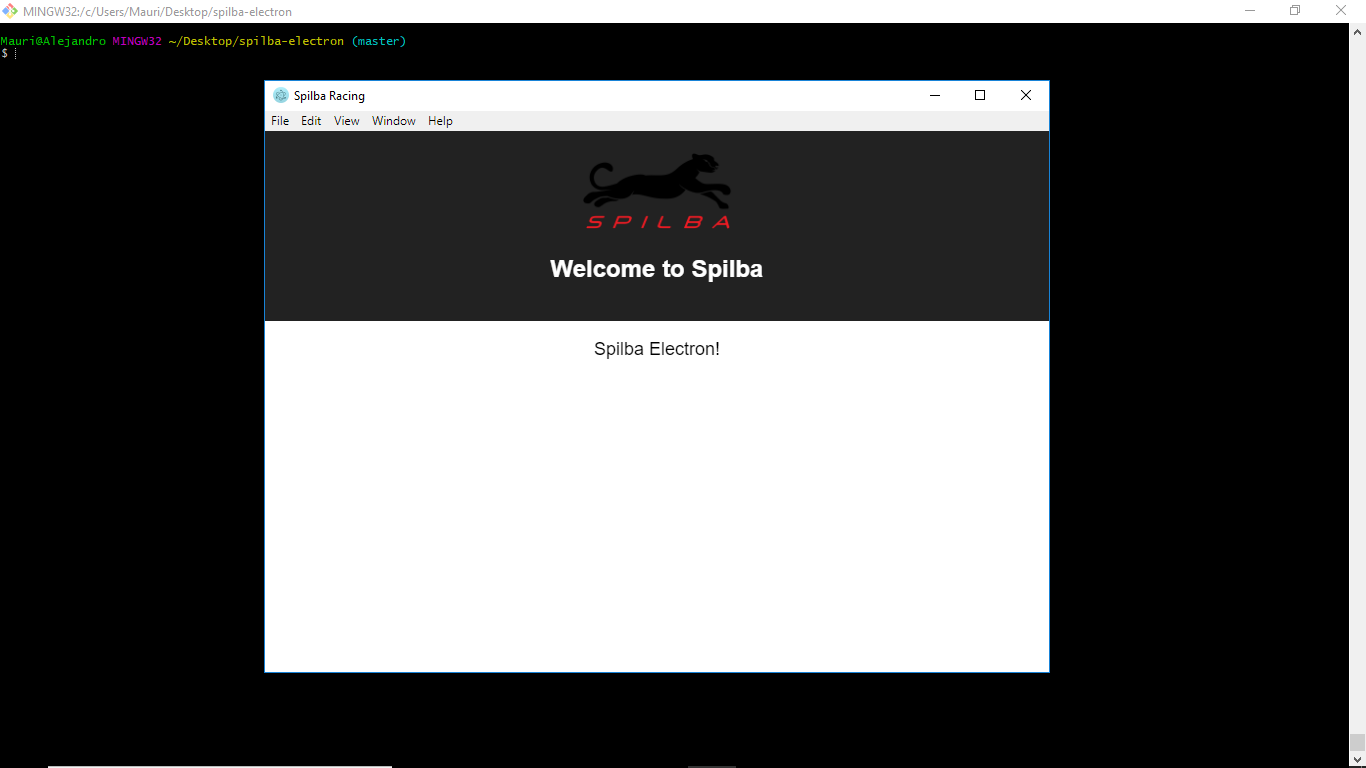 MINGW32:/c/Users/Mauri/Desktop/spilba-electron
Mauri@Alejandro MINGW32 ~/Desktop/spilba-electron (master)
$
Spilba Racing
File Edit View Window Help
SPILBA
Welcome to Spilba
Spilba Electron!